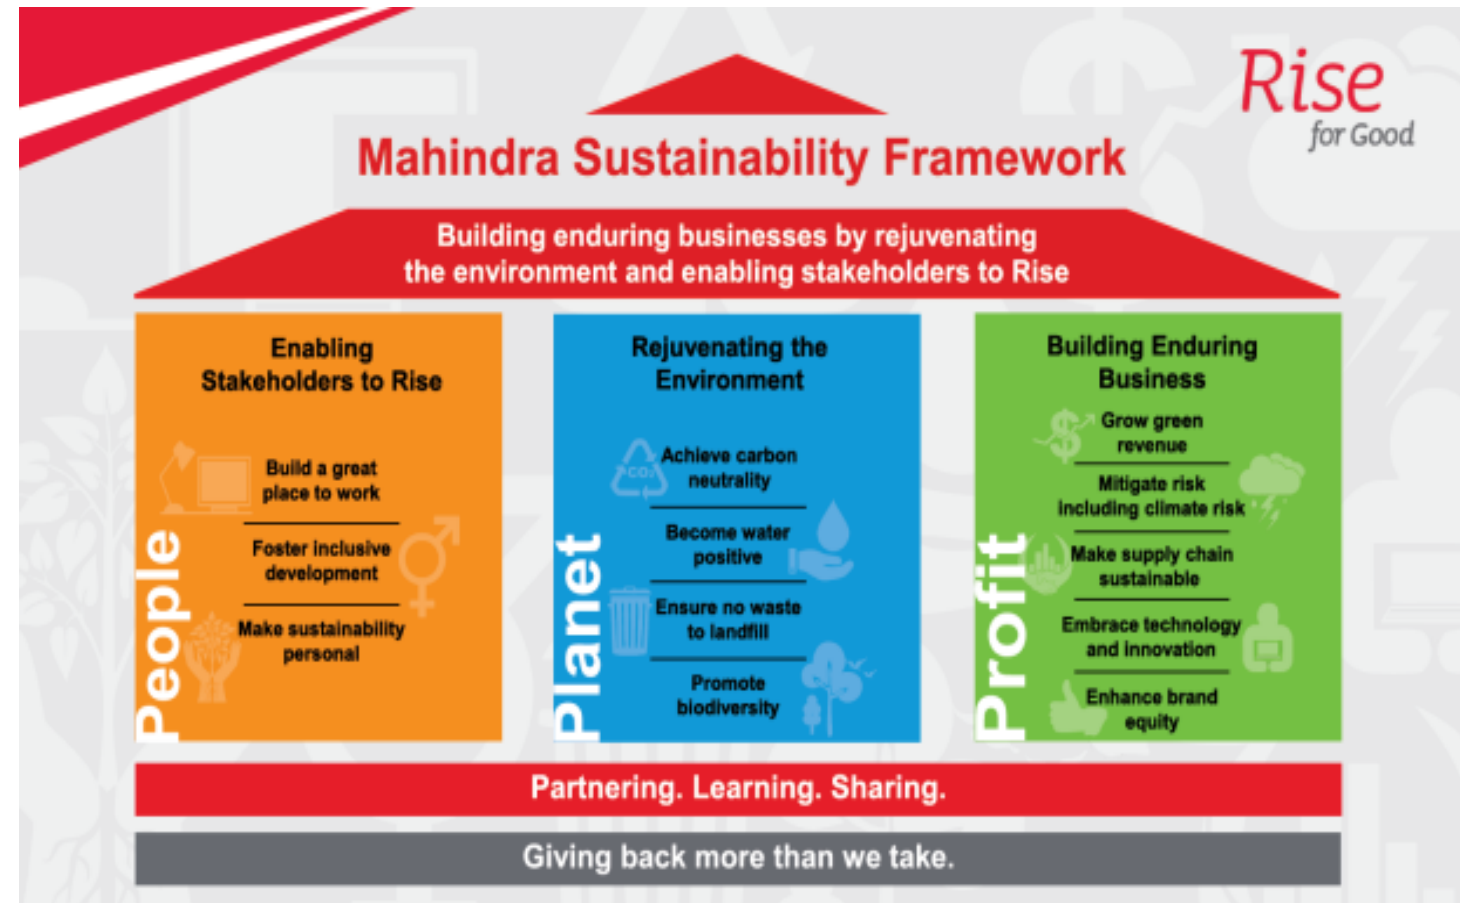 Rise
for Good
Mahindra Sustainability Framework
Building enduring businesses by rejuvenating
the environment and enabling stakeholders to Rise
People
Enabling
Stakeholders to Rise
Build a great
place to work
Foster inclusive
development
Make sustainability
personal
Planet
Rejuvenating the
Environment
CO₂
Achieve carbon
neutrality
Become water
positive
Ensure no waste
to landfill
Promote
biodiversity
Profit
Building Enduring
Business
Grow green
revenue
Mitigate risk
including climate risk
Make supply chain
sustainable
Embrace technology
and innovation
Enhance brand
equity
Partnering. Learning. Sharing.
Giving back more than we take.